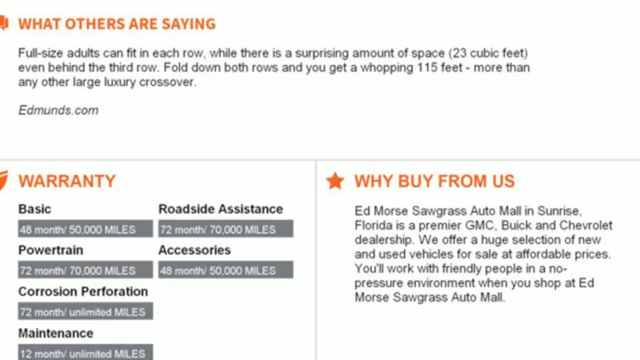 WHAT OTHERS ARE SAYING
Full-size adults can fit in each row, while there is a surprising amount of space (23 cubic feet)
even behind the third row. Fold down both rows and you get a whopping 115 feet - more than
any other large luxury crossover.
Edmunds.com
WARRANTY
Basic
48 month/ 50,000 MILES
Roadside Assistance
72 month/ 70,000 MILES
Powertrain
72 month/ 70,000 MILES
Accessories
48 month/ 50,000 MILES
Corrosion Perforation
72 month/ unlimited MILES
Maintenance
12 month/ unlimited MILES
WHY BUY FROM US
Ed Morse Sawgrass Auto Mall in Sunrise,
Florida is a premier GMC, Buick and Chevrolet
dealership. We offer a huge selection of new
and used vehicles for sale at affordable prices.
You'll work with friendly people in a no-
pressure environment when you shop at Ed
Morse Sawgrass Auto Mall.